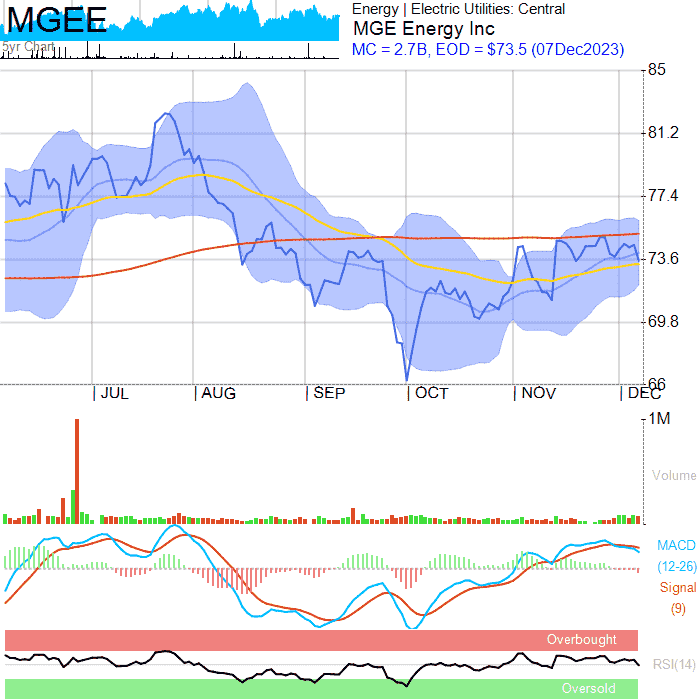 MGEE
5yr Chart
Energy | Electric Utilities: Central
MGE Energy Inc
MC = 2.7B, EOD = $73.5 (07Dec2023)
85
81.2
77.4
73.6
69.8
66
JUL
AUG
SEP
OCT
NOV
DEC
1M
Volume
MACD
(12-26)
Signal
(9)
Overbought
RSI(14)
Oversold